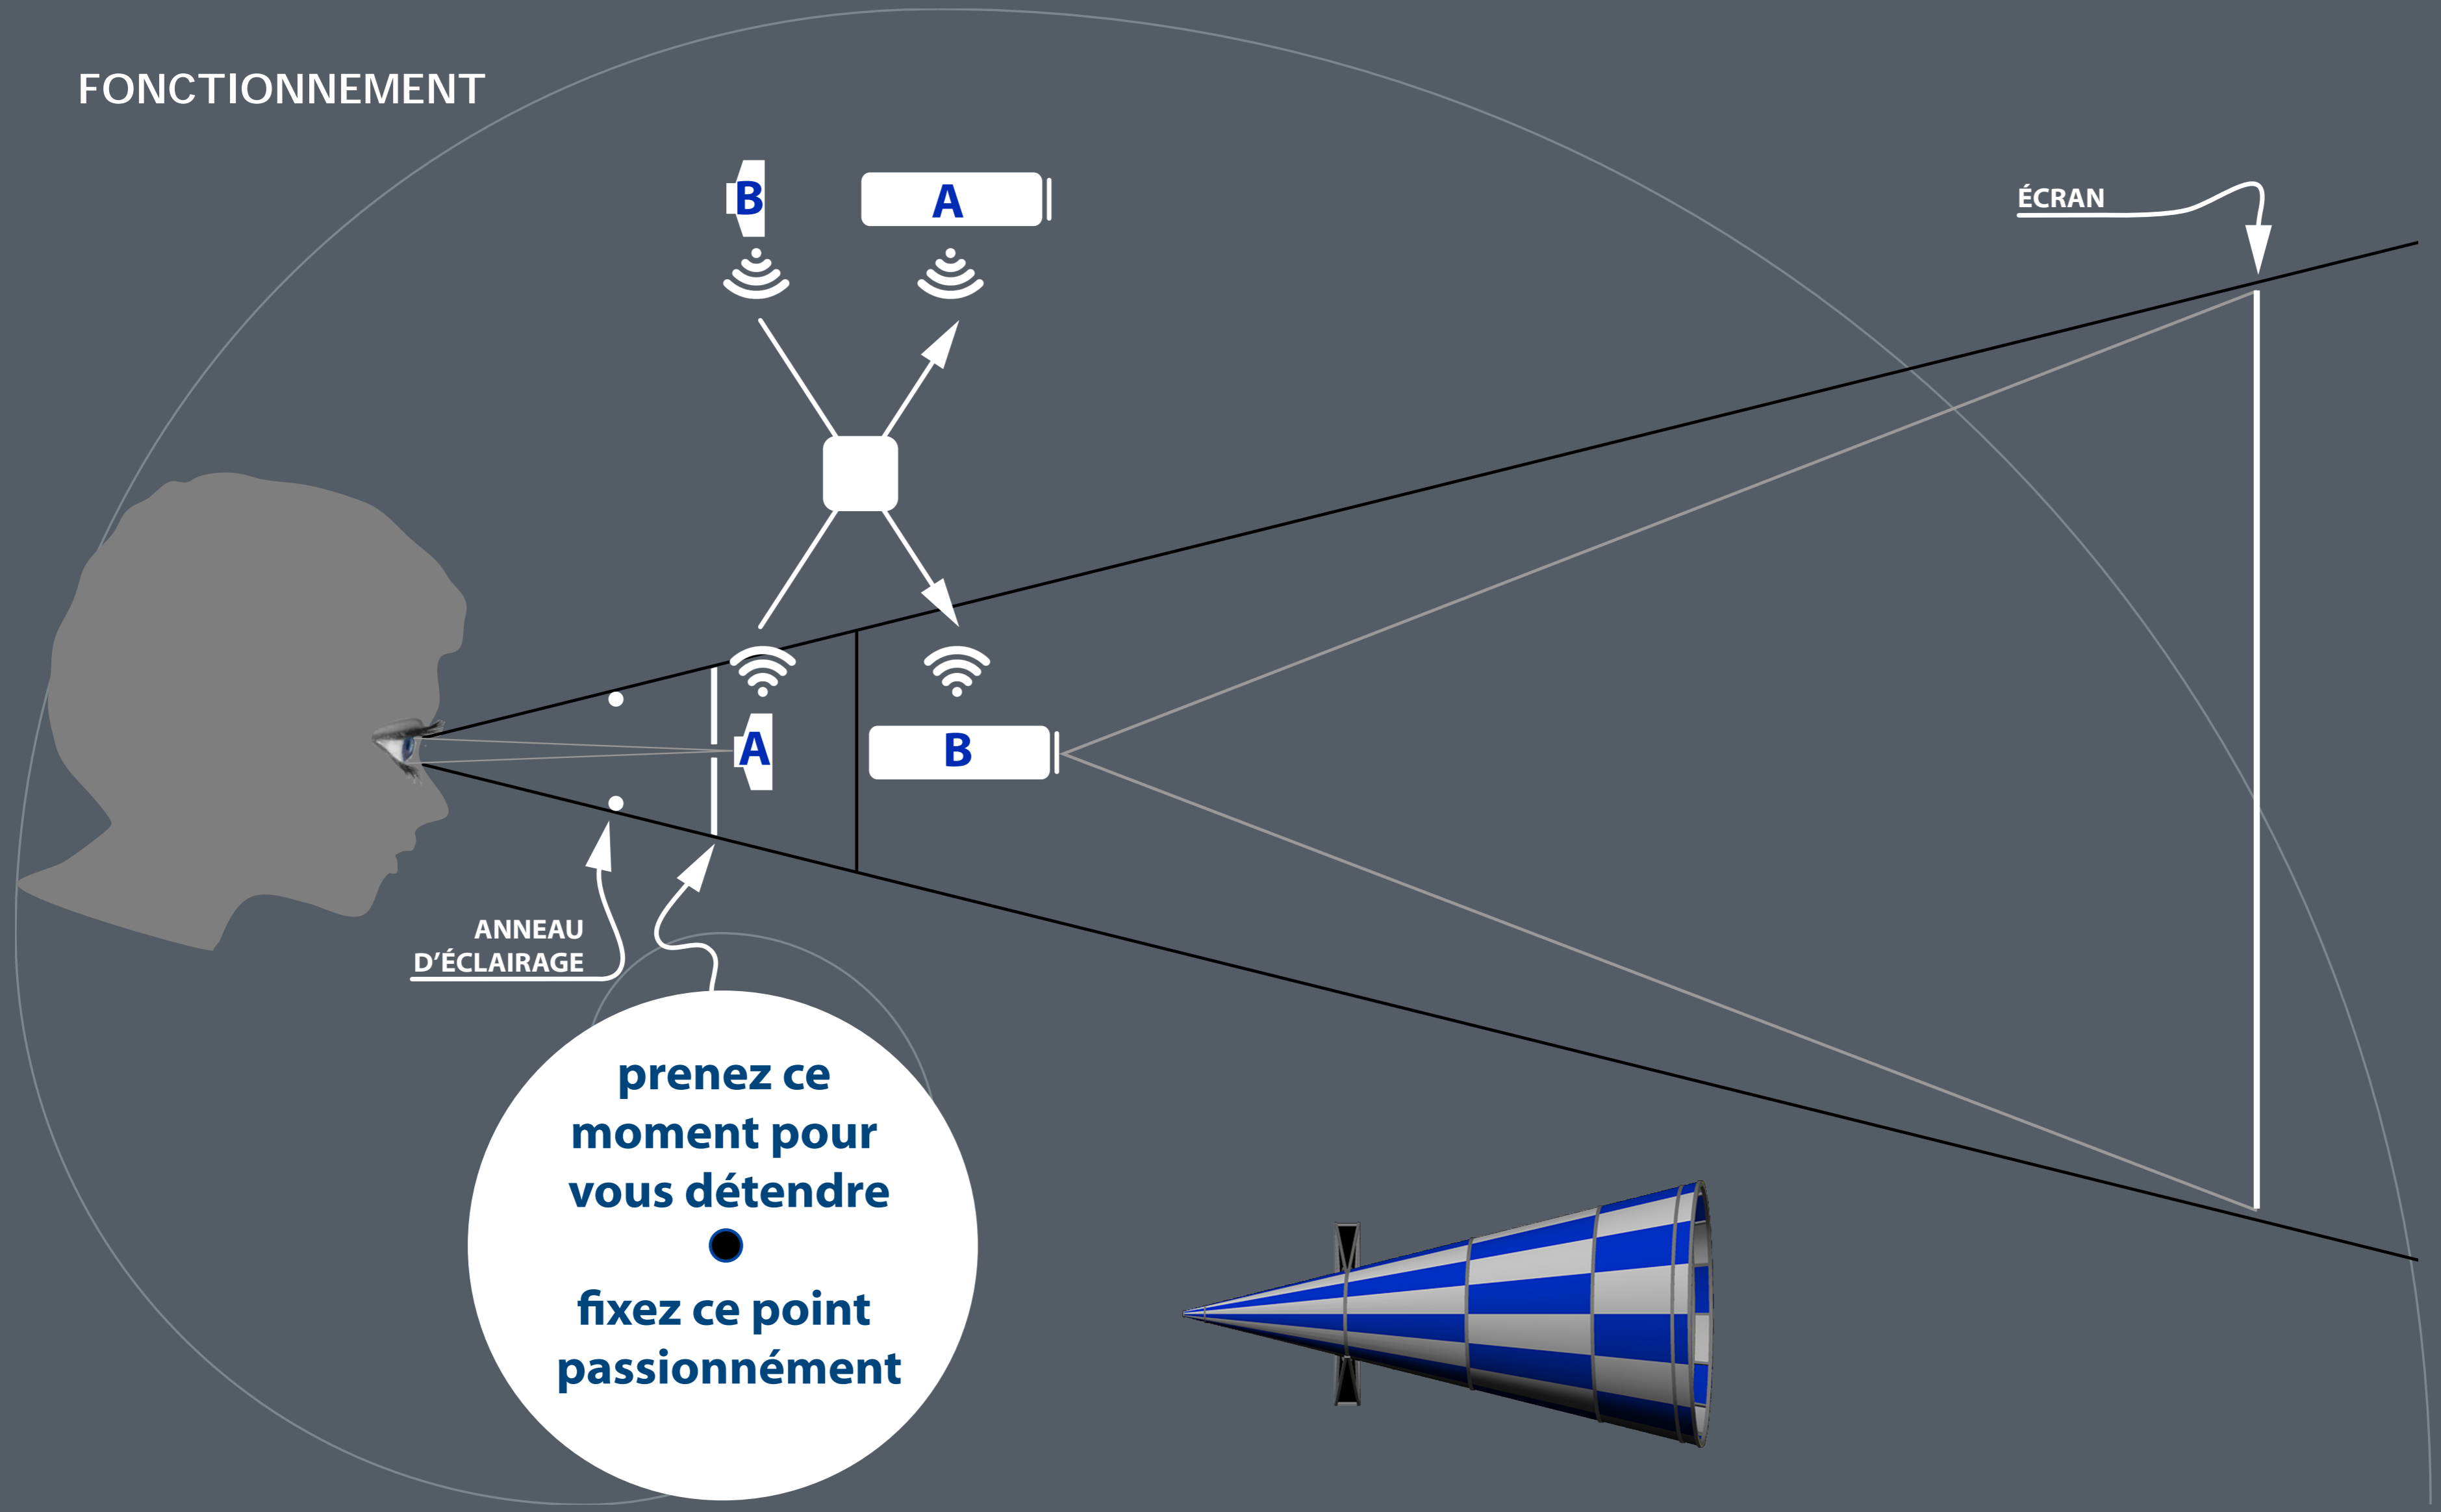 FONCTIONNEMENT
B
A
ÉCRAN
A
B
ANNEAU
D’ÉCLAIRAGE
prenez ce
moment pour
vous détendre
fixez ce point
passionnément